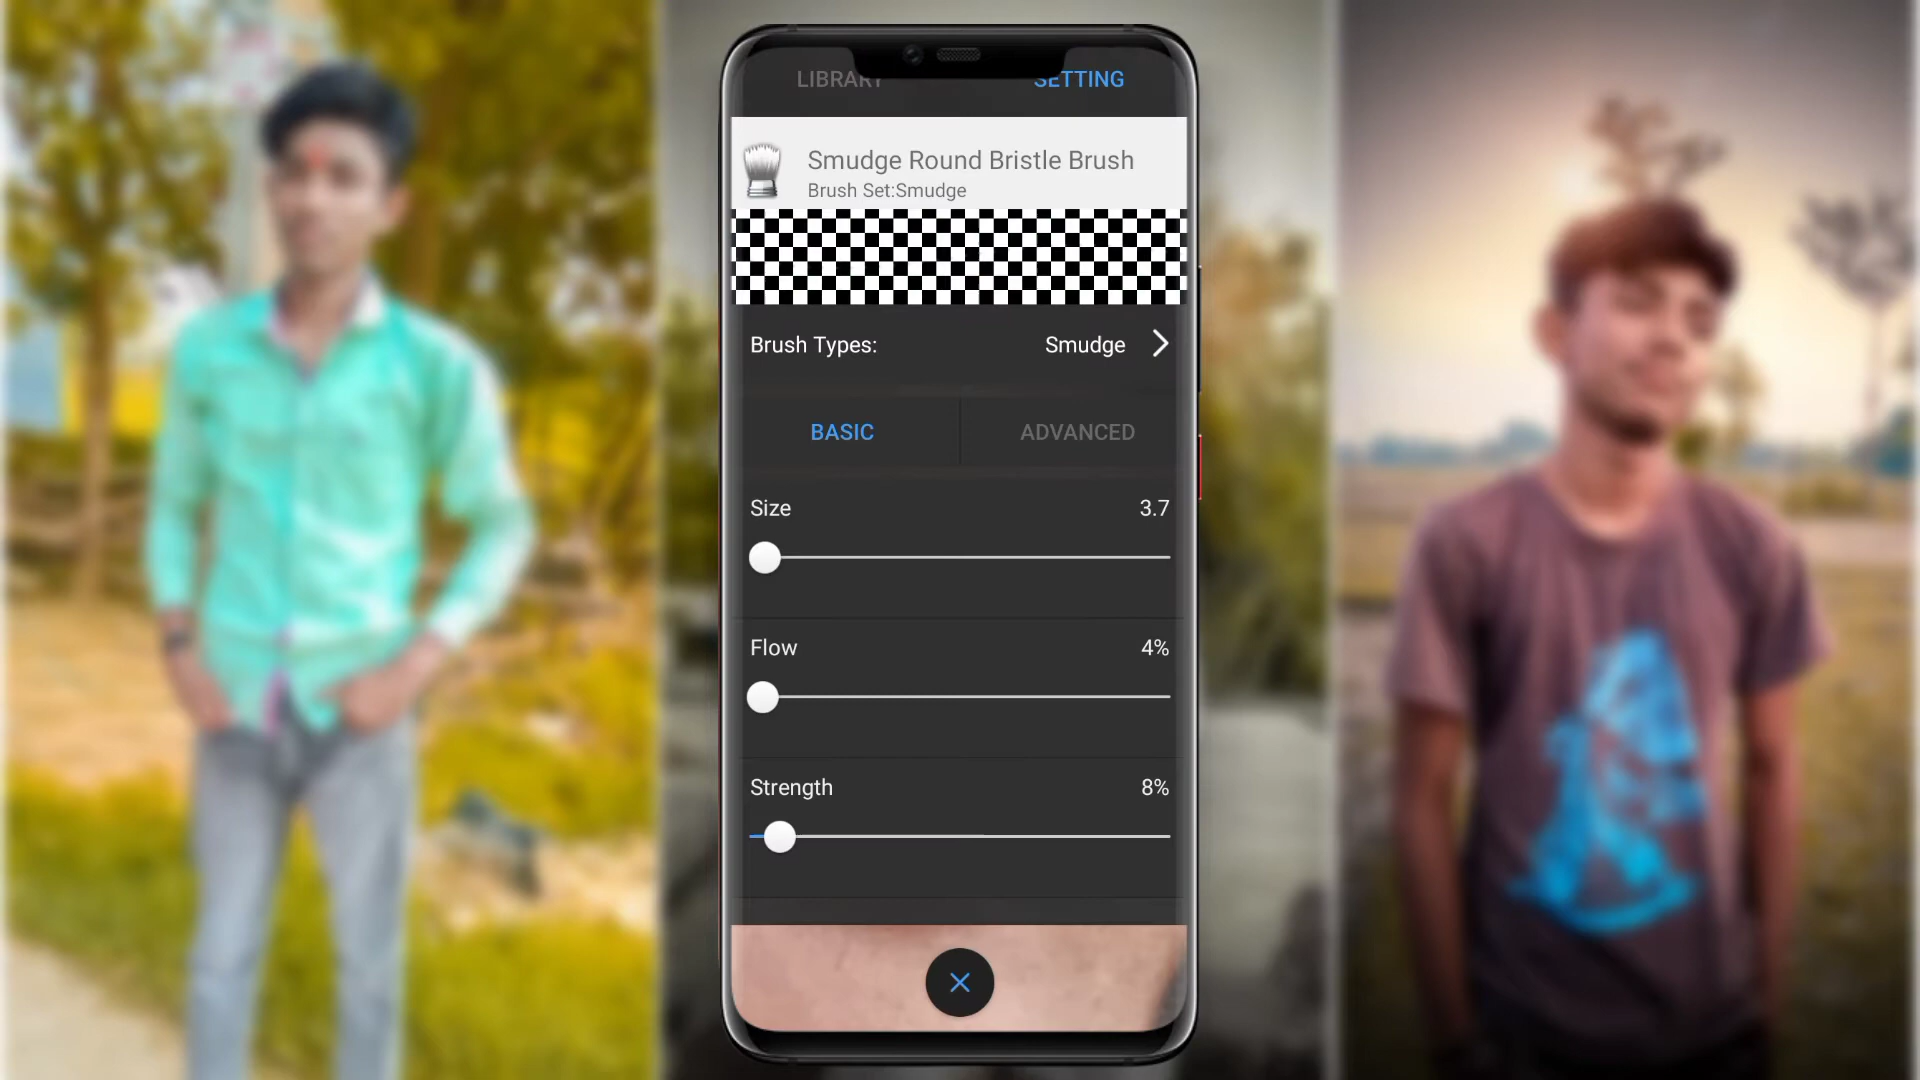 LIBRARY
SETTING
Smudge Round Bristle Brush
Brush Set:Smudge
Brush Types:
Smudge
BASIC
ADVANCED
Size
3.7
Flow
4%
Strength
8%